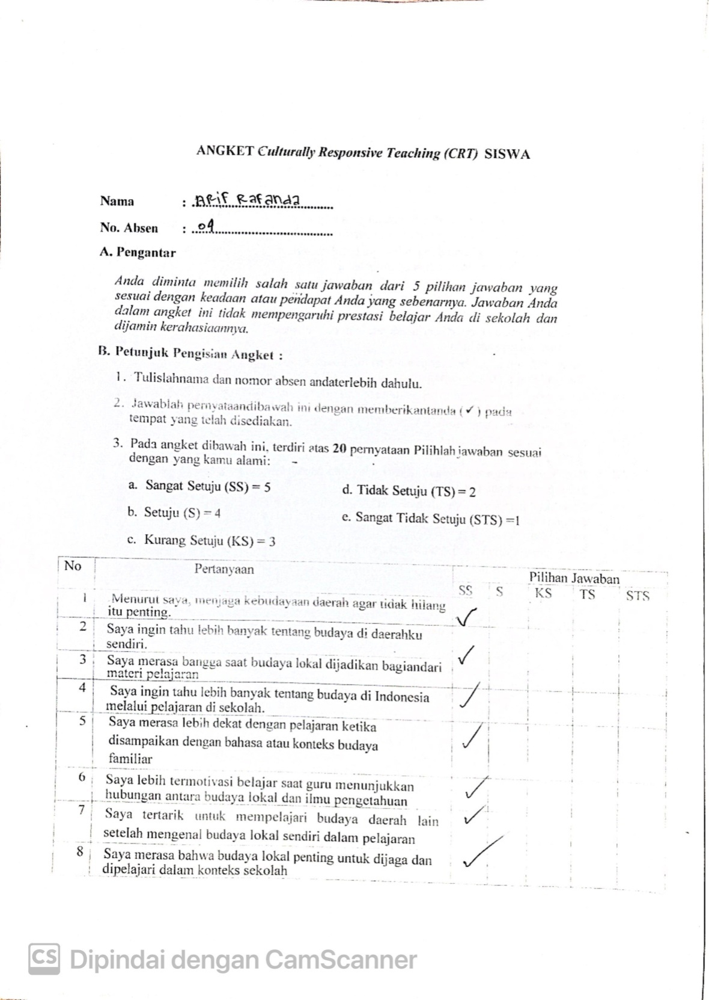 ANGKET Culturally Responsive Teaching (CRT) SISWA
Nama : Arif Rafanda
No. Absen : 04
A. Pengantar
Anda diminta memilih salah satu jawaban dari 5 pilihan jawaban yang
sesuai dengan keadaan atau pendapat Anda yang sebenarnya. Jawaban Anda
dalam angket ini tidak mempengaruhi prestasi belajar Anda di sekolah dan
dijamin kerahasiaannya.
B. Petunjuk Pengisian Angket :
1. Tulislahnama dan nomor absen andaterlebih dahulu.
2. Jawablah pernyataandibawah ini dengan memberikantanda ( ✓ ) pada
tempat yang telah disediakan.
3. Pada angket dibawah ini, terdiri atas 20 pernyataan Pilihlah jawaban sesuai
dengan yang kamu alami:
a. Sangat Setuju (SS) = 5 d. Tidak Setuju (TS) = 2
b. Setuju (S) = 4 e. Sangat Tidak Setuju (STS) =1
c. Kurang Setuju (KS) = 3
No Pertanyaan Pilihan Jawaban
SS S KS TS STS
1 Menurut saya, menjaga kebudayaan daerah agar tidak hilang
itu penting. ✓
2 Saya ingin tahu lebih banyak tentang budaya di daerahku
sendiri. ✓
3 Saya merasa bangga saat budaya lokal dijadikan bagiandari
materi pelajaran
4 Saya ingin tahu lebih banyak tentang budaya di Indonesia ✓
melalui pelajaran di sekolah.
5 Saya merasa lebih dekat dengan pelajaran ketika
disampaikan dengan bahasa atau konteks budaya ✓
familiar
6 Saya lebih termotivasi belajar saat guru menunjukkan ✓
hubungan antara budaya lokal dan ilmu pengetahuan
7 Saya tertarik untuk mempelajari budaya daerah lain ✓
setelah mengenal budaya lokal sendiri dalam pelajaran
8 Saya merasa bahwa budaya lokal penting untuk dijaga dan ✓
dipelajari dalam konteks sekolah
CS Dipindai dengan CamScanner